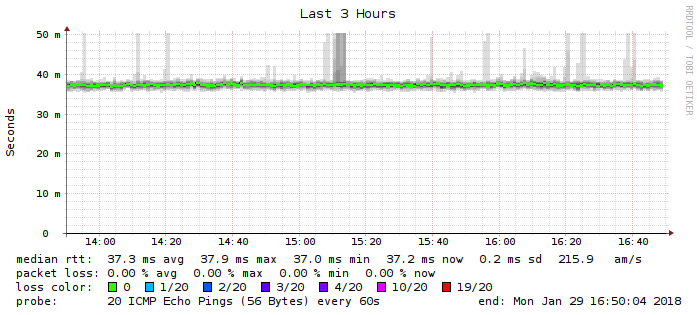 Last 3 Hours
RRDTOOL / TOBI OETIKER
Seconds
50 m
40 m
30 m
20 m
10 m
0
14:00 14:20 14:40 15:00 15:20 15:40 16:00 16:20 16:40
median rtt: 37.3 ms avg 37.9 ms max 37.0 ms min 37.2 ms now 0.2 ms sd 215.9 am/s
packet loss: 0.00 % avg 0.00 % max 0.00 % min 0.00 % now
loss color: 0 1/20 2/20 3/20 4/20 10/20 19/20
probe: 20 ICMP Echo Pings (56 Bytes) every 60s end: Mon Jan 29 16:50:04 2018